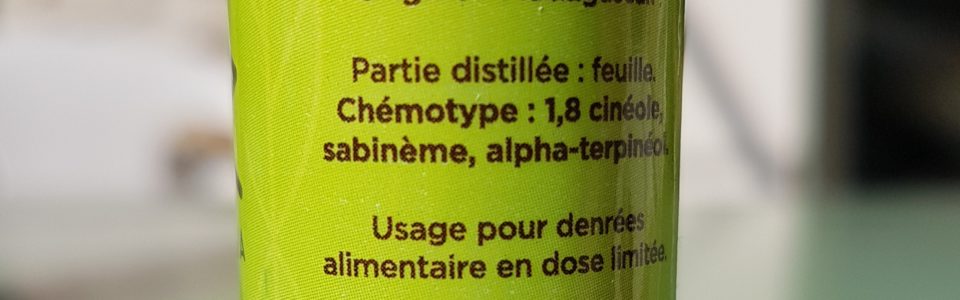 Partie distillée : feuille.
Chémotype : 1,8 cinéole,
sabinème, alpha-terpinéol.
Usage pour denrées
alimentaire en dose limitée.